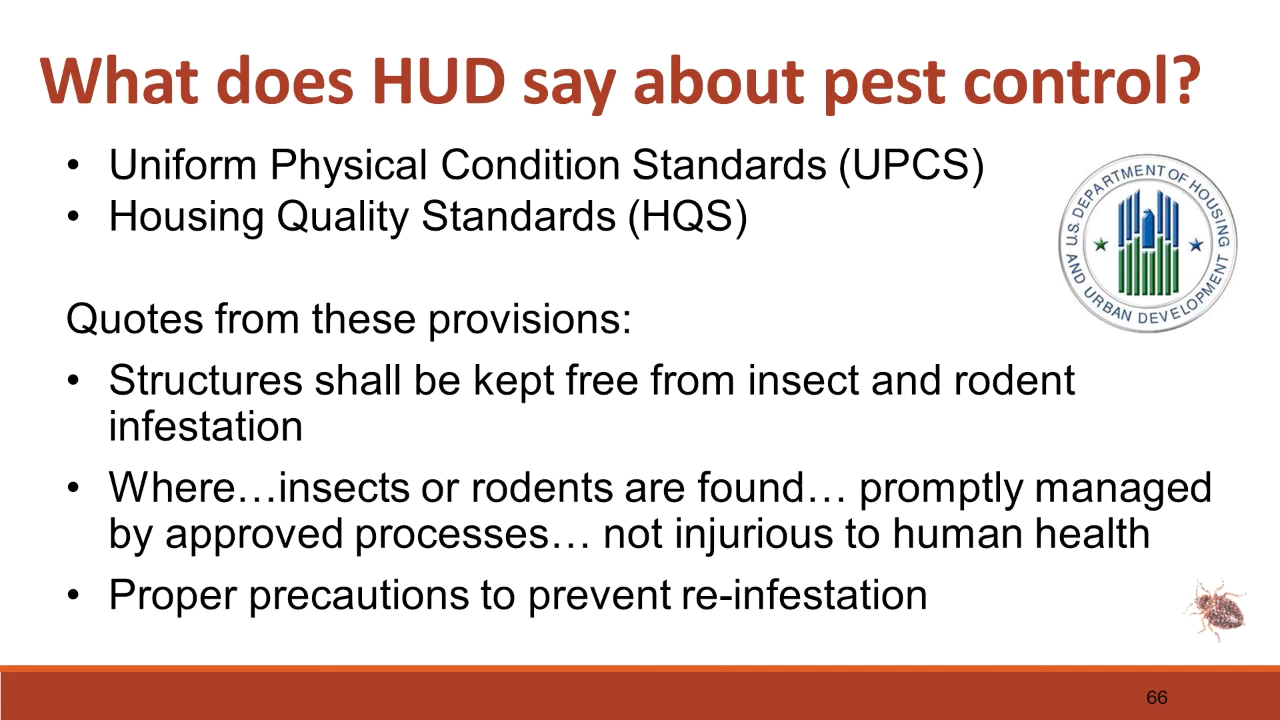 What does HUD say about pest control?
• Uniform Physical Condition Standards (UPCS)
• Housing Quality Standards (HQS)
U.S. DEPARTMENT OF HOUSING
AND URBAN DEVELOPMENT
Quotes from these provisions:
• Structures shall be kept free from insect and rodent
infestation
• Where…insects or rodents are found… promptly managed
by approved processes… not injurious to human health
• Proper precautions to prevent re-infestation
66